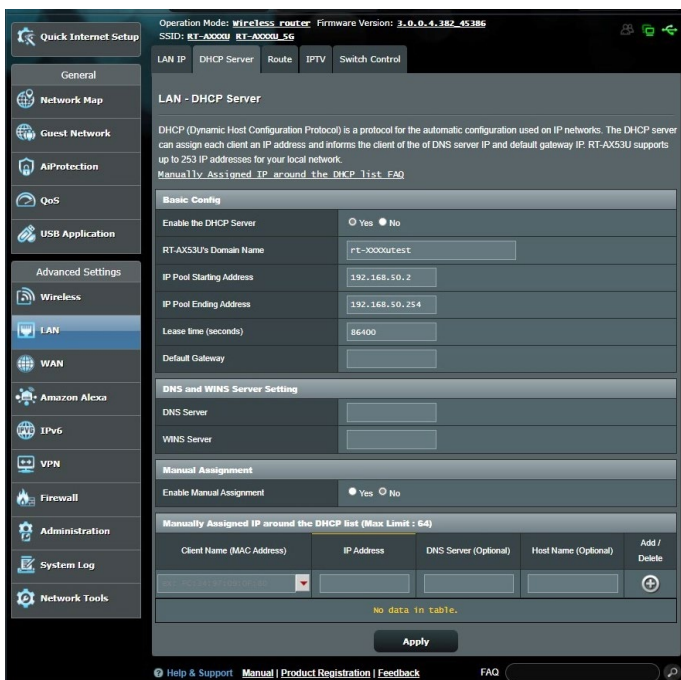 Operation Mode: Wireless router Firmware Version: 3.0.0.4.382_45386
SSID: RT-AXXXU RT-AXXXU_5G
Quick Internet Setup
General
Network Map
Guest Network
AiProtection
QoS
USB Application
Advanced Settings
Wireless
LAN
WAN
Amazon Alexa
IPv6
VPN
Firewall
Administration
System Log
Network Tools
LAN IP DHCP Server Route IPTV Switch Control
LAN - DHCP Server
DHCP (Dynamic Host Configuration Protocol) is a protocol for the automatic configuration used on IP networks. The DHCP server
can assign each client an IP address and informs the client of the of DNS server IP and default gateway IP. RT-AX53U supports
up to 253 IP addresses for your local network.
Manually Assigned IP around the DHCP list FAQ
Basic Config
Enable the DHCP Server Yes No
RT-AX53U's Domain Name rt-XXXXutest
IP Pool Starting Address 192.168.50.2
IP Pool Ending Address 192.168.50.254
Lease time (seconds) 86400
Default Gateway
DNS and WINS Server Setting
DNS Server
WINS Server
Manual Assignment
Enable Manual Assignment Yes No
Manually Assigned IP around the DHCP list (Max Limit : 64)
Client Name (MAC Address) IP Address DNS Server (Optional) Host Name (Optional) Add / Delete
No data in table.
Apply
Help & Support Manual | Product Registration | Feedback FAQ